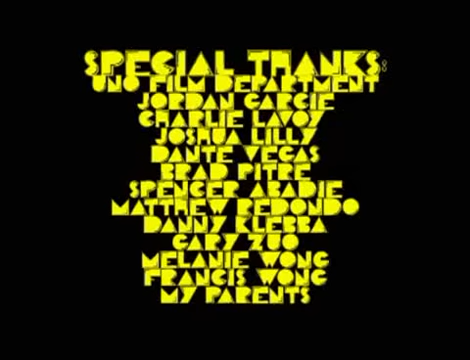 SPECIAL THANKS:
UNO FILM DEPARTMENT
JORDAN GARCIE
CHARLIE LAVOY
JOSHUA LILLY
DANTE VEGAS
BRAD PITRE
SPENCER ABADIE
MATTHEW REDONDO
DANNY KLEBBA
GARY ZUO
MELANIE WONG
FRANCIS WONG
MY PARENTS